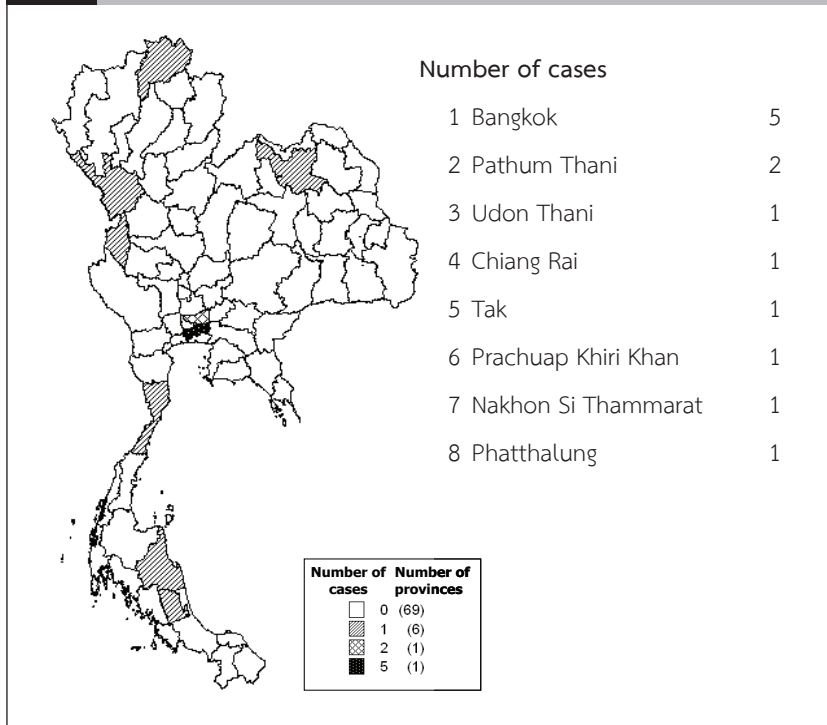 Number of cases
1 Bangkok 5
2 Pathum Thani 2
3 Udon Thani 1
4 Chiang Rai 1
5 Tak 1
6 Prachuap Khiri Khan 1
7 Nakhon Si Thammarat 1
8 Phatthalung 1
Number of Number of
cases provinces
0 (69)
1 (6)
2 (1)
5 (1)